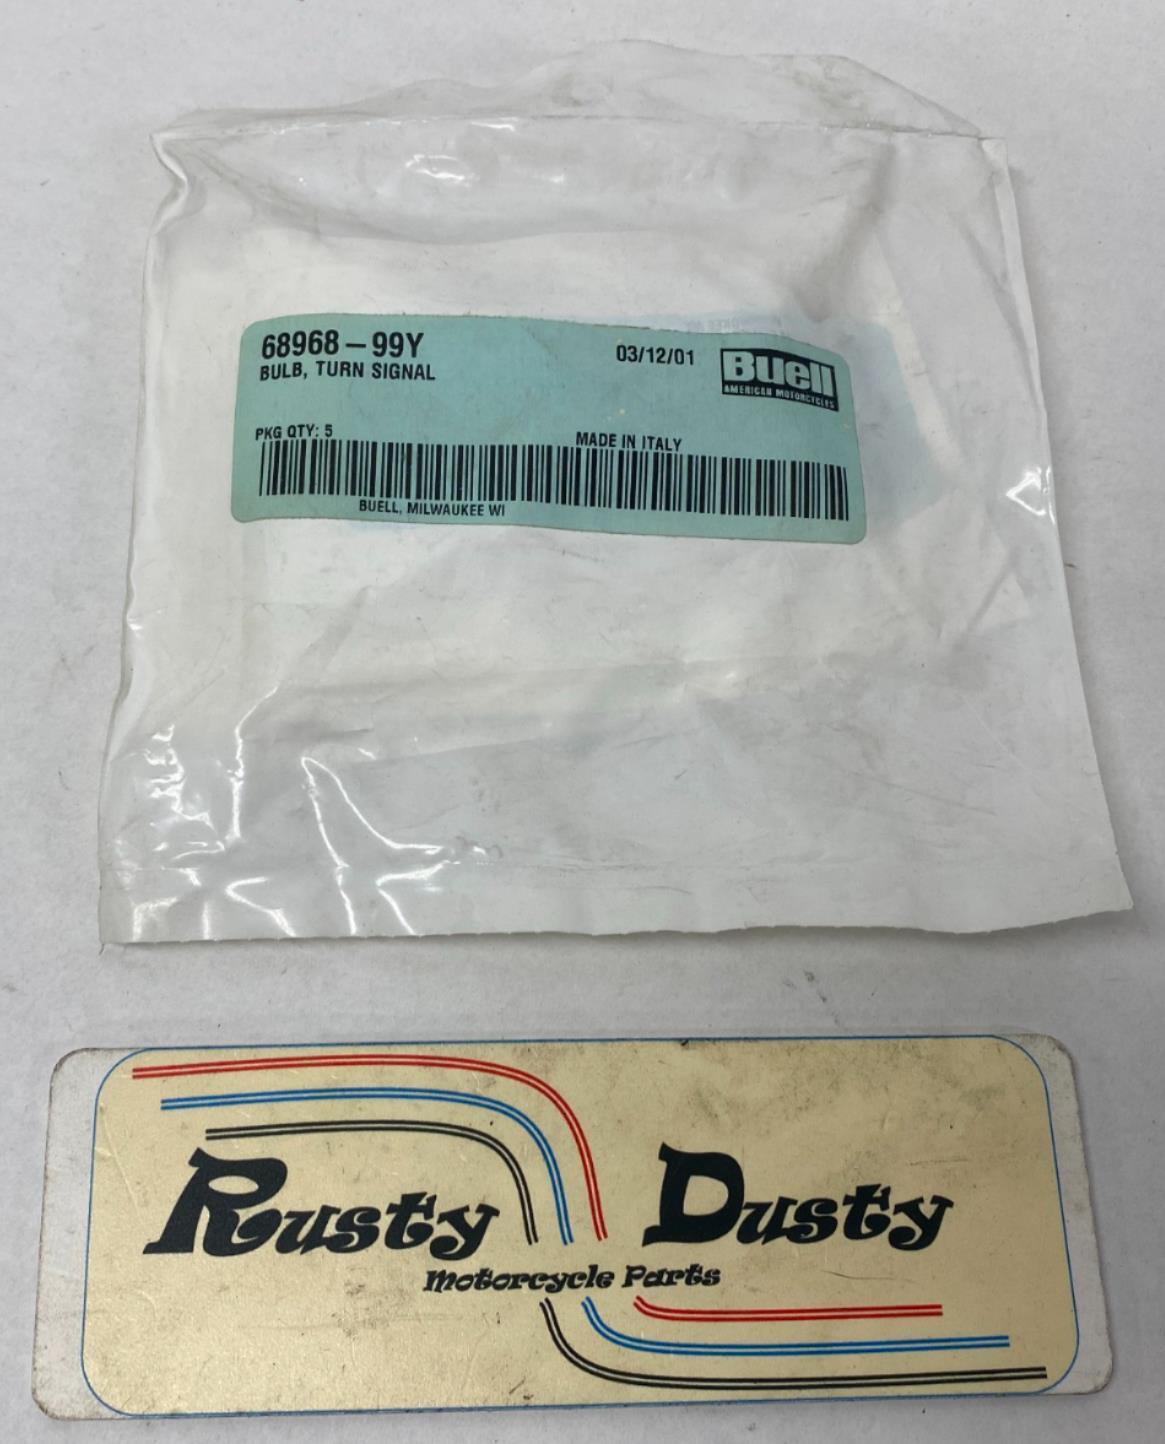 68968-99Y
BULB, TURN SIGNAL
03/12/01
Buell
AMERICAN MOTORCYCLES
PKG QTY: 5
MADE IN ITALY
BUELL, MILWAUKEE WI
Rusty Dusty
Motorcycle Parts